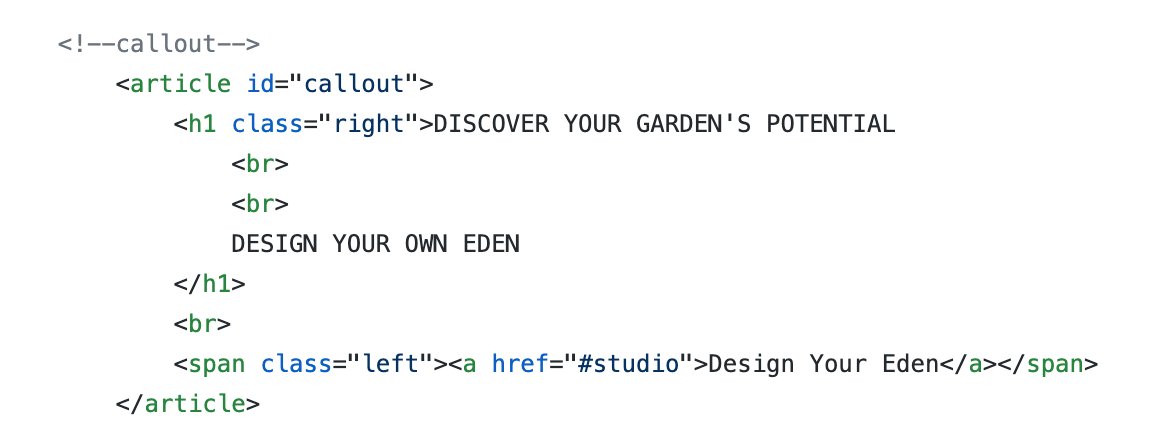 <!--callout-->
<article id="callout">
<h1 class="right">DISCOVER YOUR GARDEN'S POTENTIAL
<br>
<br>
DESIGN YOUR OWN EDEN
</h1>
<br>
<span class="left"><a href="#studio">Design Your Eden</a></span>
</article>